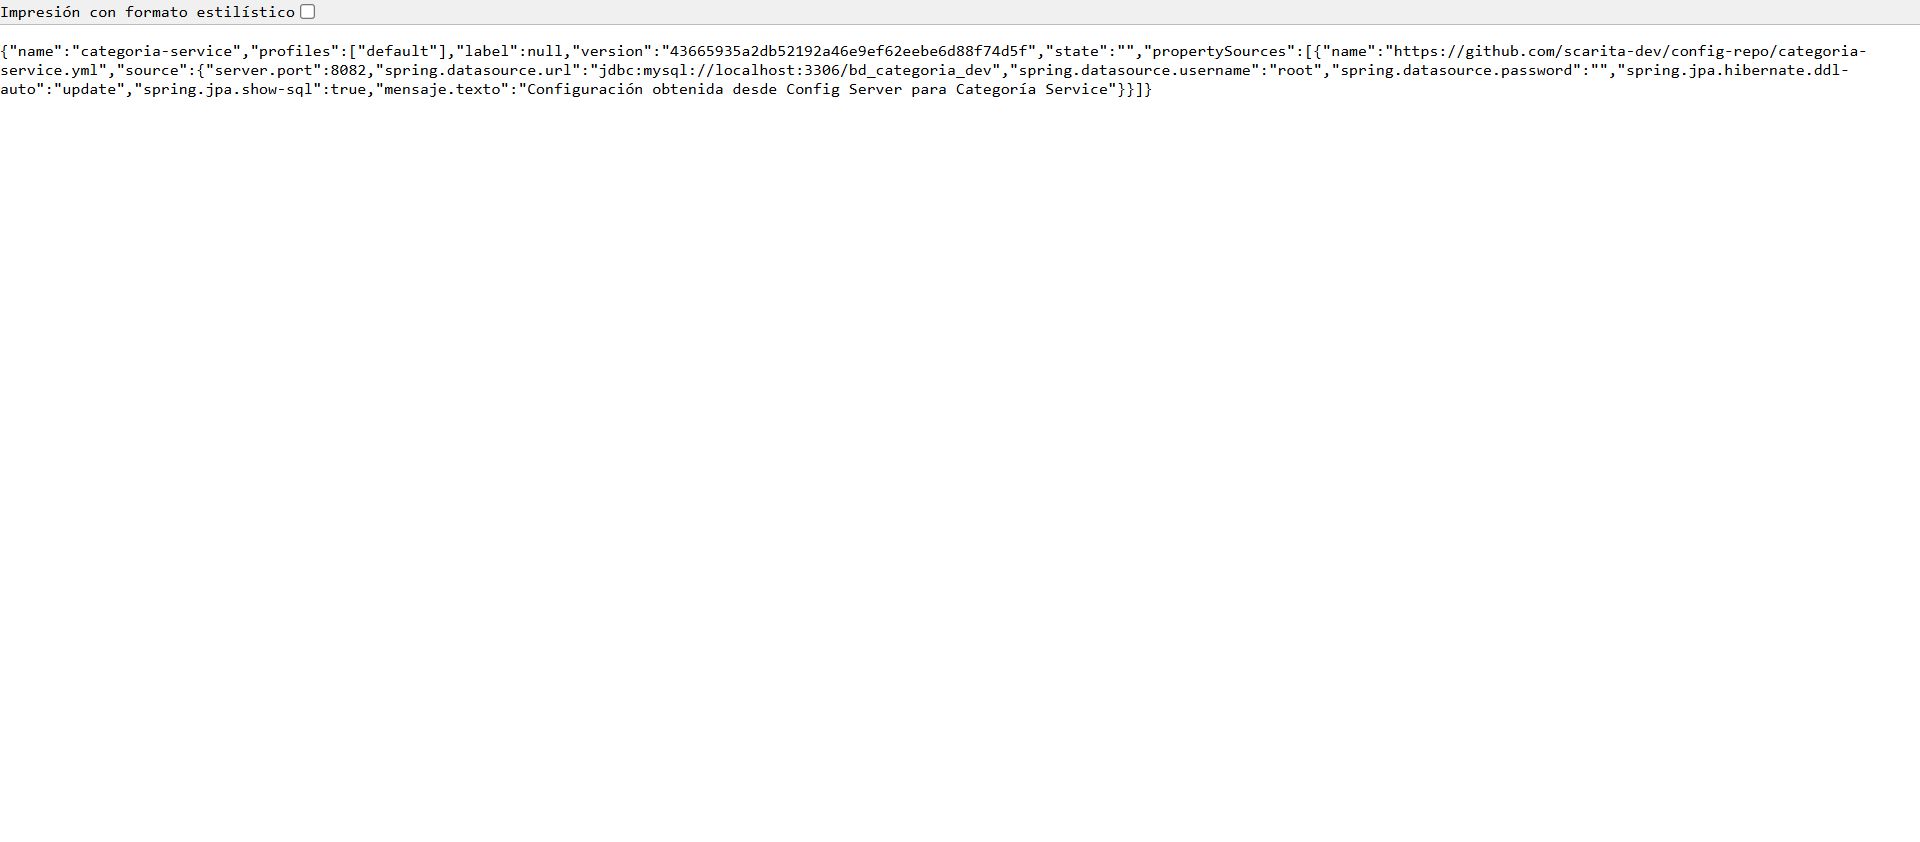 Impresión con formato estilístico
{"name":"categoria-service","profiles":["default"],"label":null,"version":"43665935a2db52192a46e9ef62eebe6d88f74d5f","state":"","propertySources":[{"name":"https://github.com/scarita-dev/config-repo/categoria-
service.yml","source":{"server.port":8082,"spring.datasource.url":"jdbc:mysql://localhost:3306/bd_categoria_dev","spring.datasource.username":"root","spring.datasource.password":"","spring.jpa.hibernate.ddl-
auto":"update","spring.jpa.show-sql":true,"mensaje.texto":"Configuración obtenida desde Config Server para Categoría Service"}}]}